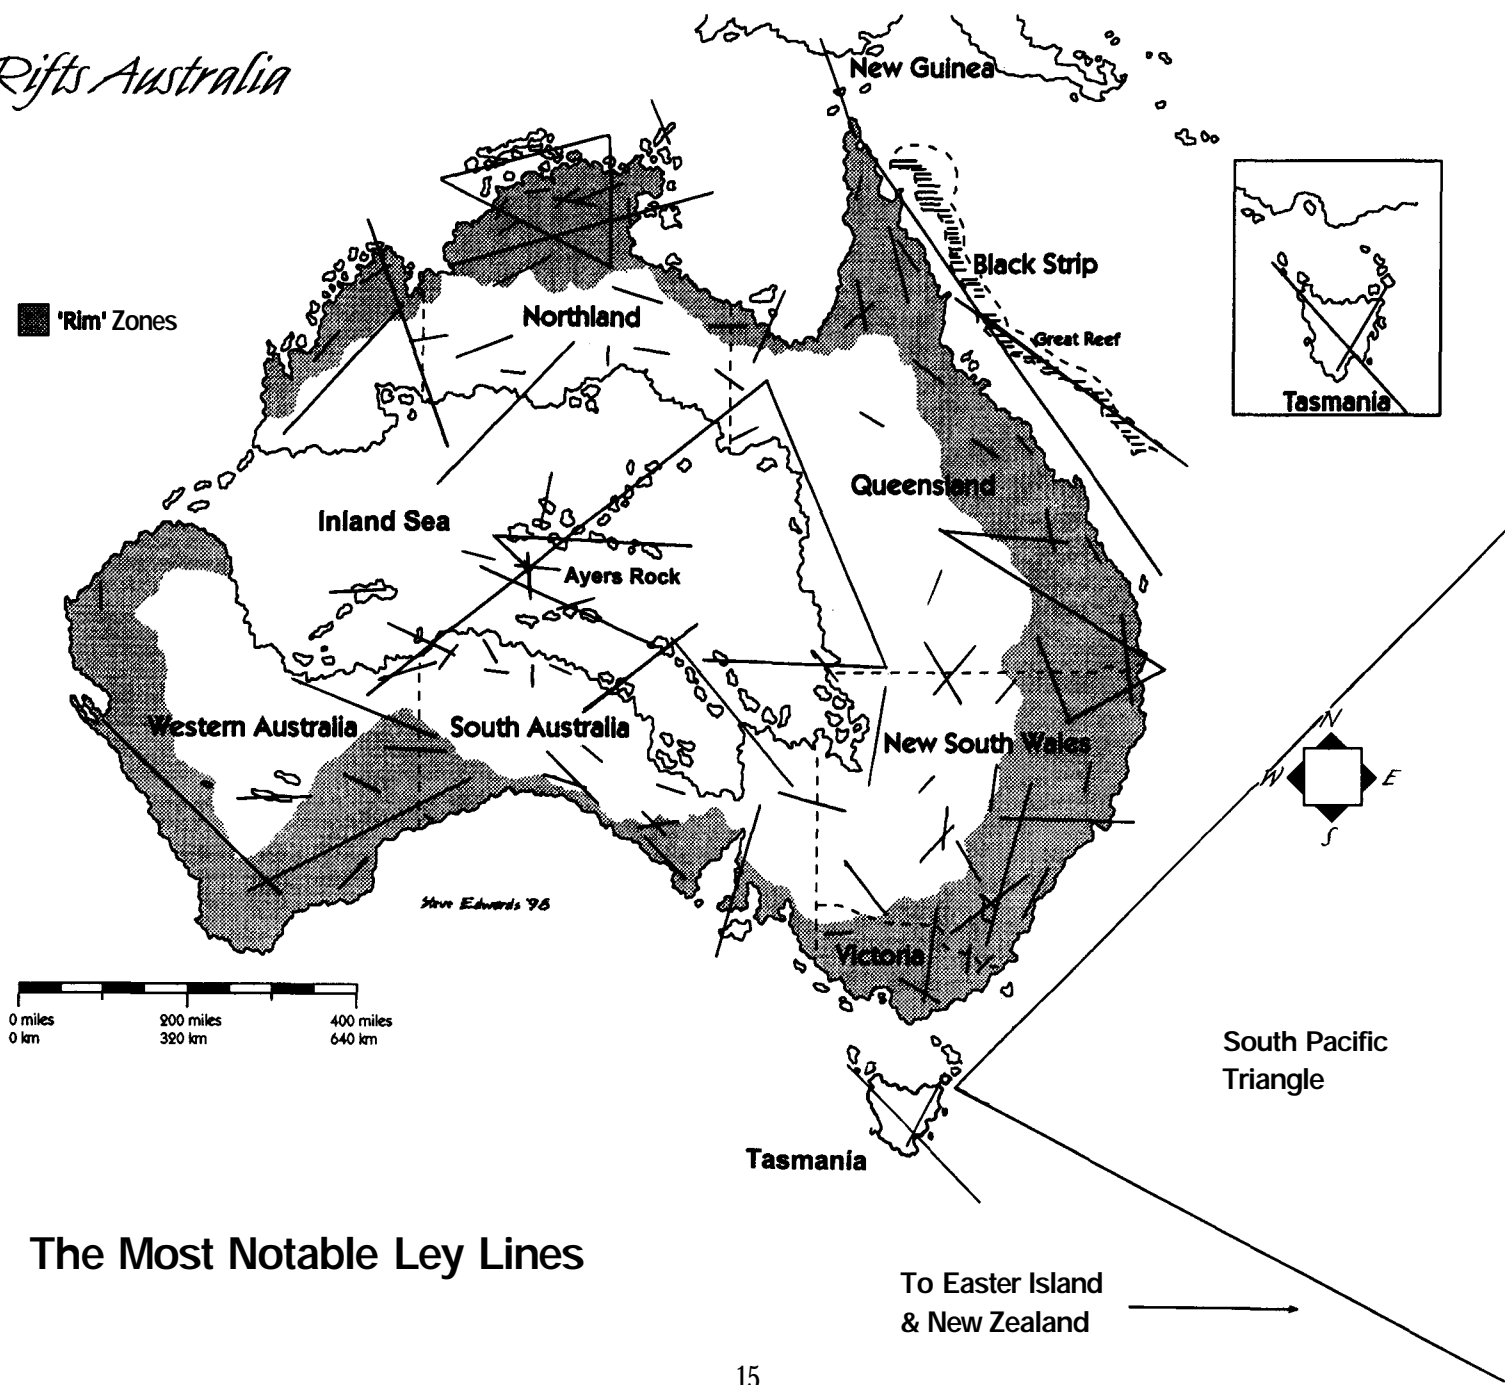 Rifts Australia
New Guinea
'Rim' Zones
Northland
Black Strip
Great Reef
Tasmania
Queensland
Inland Sea
Ayers Rock
Western Australia
South Australia
New South Wales
N
W
E
S
Steve Edwards '98
Victoria
0 miles 200 miles 400 miles
0 km 320 km 640 km
South Pacific
Triangle
Tasmania
The Most Notable Ley Lines
To Easter Island
& New Zealand
15